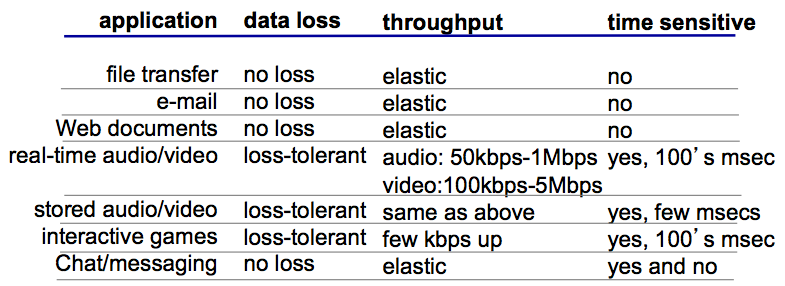 application data loss throughput time sensitive
file transfer no loss elastic no
e-mail no loss elastic no
Web documents no loss elastic no
real-time audio/video loss-tolerant audio: 50kbps-1Mbps yes, 100’s msec
video:100kbps-5Mbps
stored audio/video loss-tolerant same as above yes, few msecs
interactive games loss-tolerant few kbps up yes, 100’s msec
Chat/messaging no loss elastic yes and no